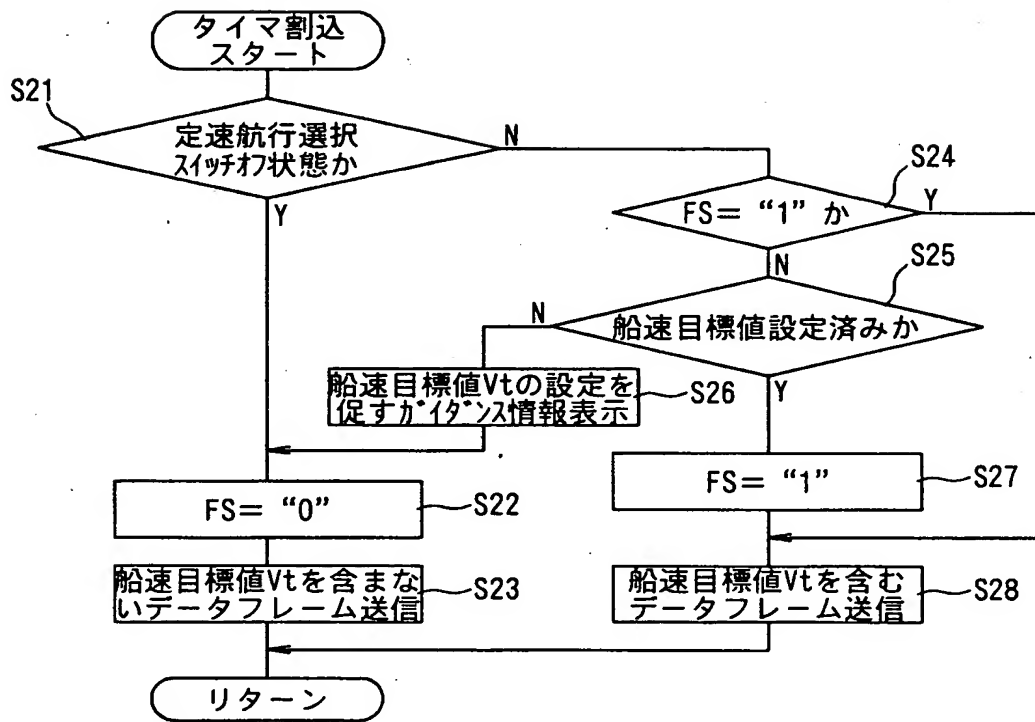 タイマ割込
スタート
S21
定速航行選択
スイッチオフ状態か
N
Y
S24
FS= “1” か
Y
N
S25
船速目標値設定済みか
N
Y
船速目標値Vtの設定を
促すガイダンス情報表示
S26
FS= “0”
S22
FS= “1”
S27
船速目標値Vtを含まな
いデータフレーム送信
S23
船速目標値Vtを含む
データフレーム送信
S28
リターン